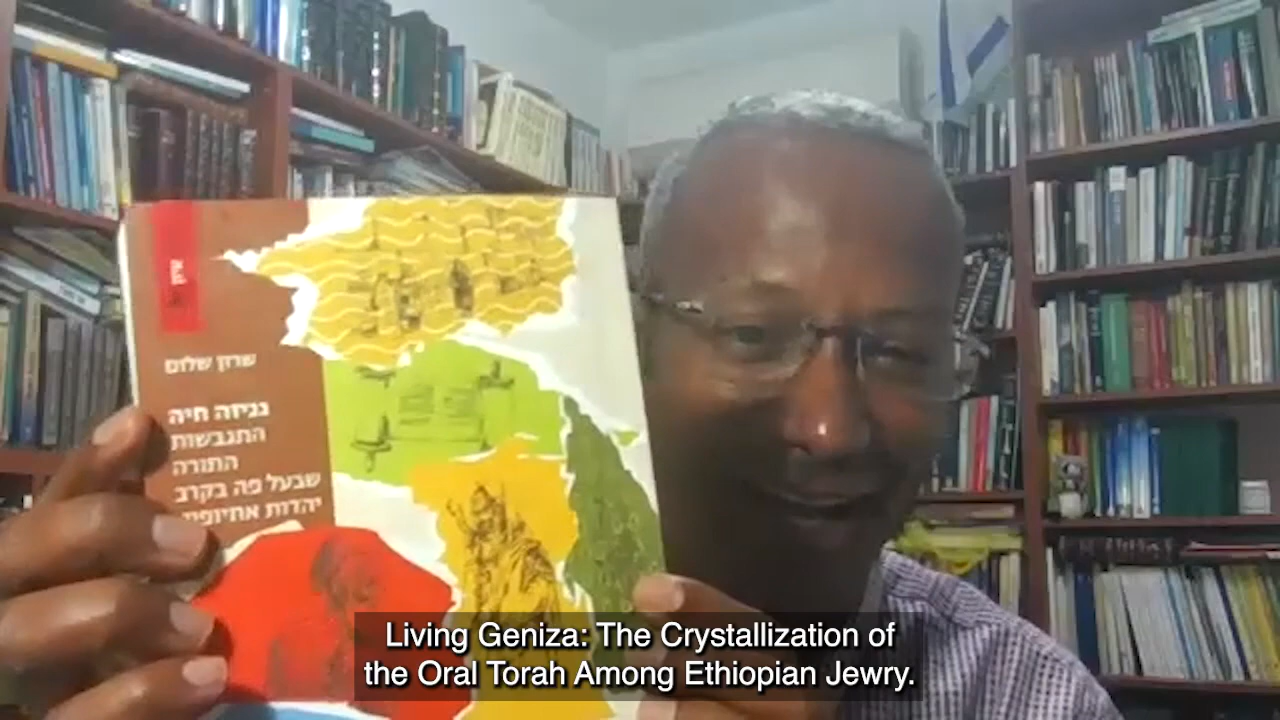 עיון
שרון שלום
גניזה חיה
התגבשות
התורה
שבעל פה בקרב
יהדות אתיופיה
Living Geniza: The Crystallization of
the Oral Torah Among Ethiopian Jewry.